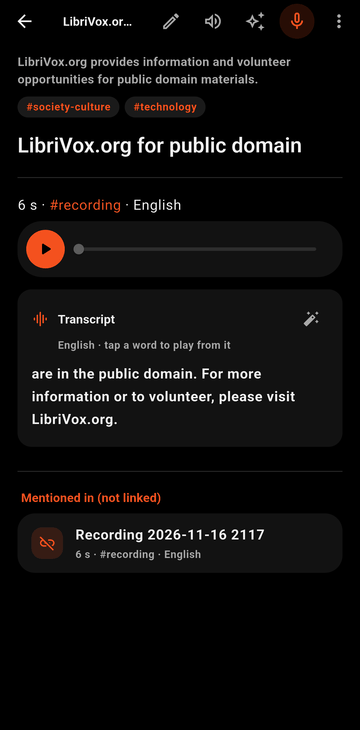 LibriVox.or...
LibriVox.org provides information and volunteer
opportunities for public domain materials.
#society-culture #technology
LibriVox.org for public domain
6 s · #recording · English
Transcript
English · tap a word to play from it
are in the public domain. For more
information or to volunteer, please visit
LibriVox.org.
Mentioned in (not linked)
Recording 2026-11-16 2117
6 s · #recording · English